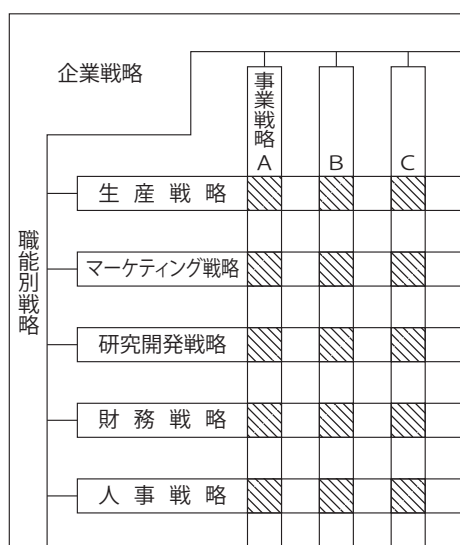 企業戦略
事業戦略
A
B
C
職能別戦略
生産戦略
マーケティング戦略
研究開発戦略
財務戦略
人事戦略